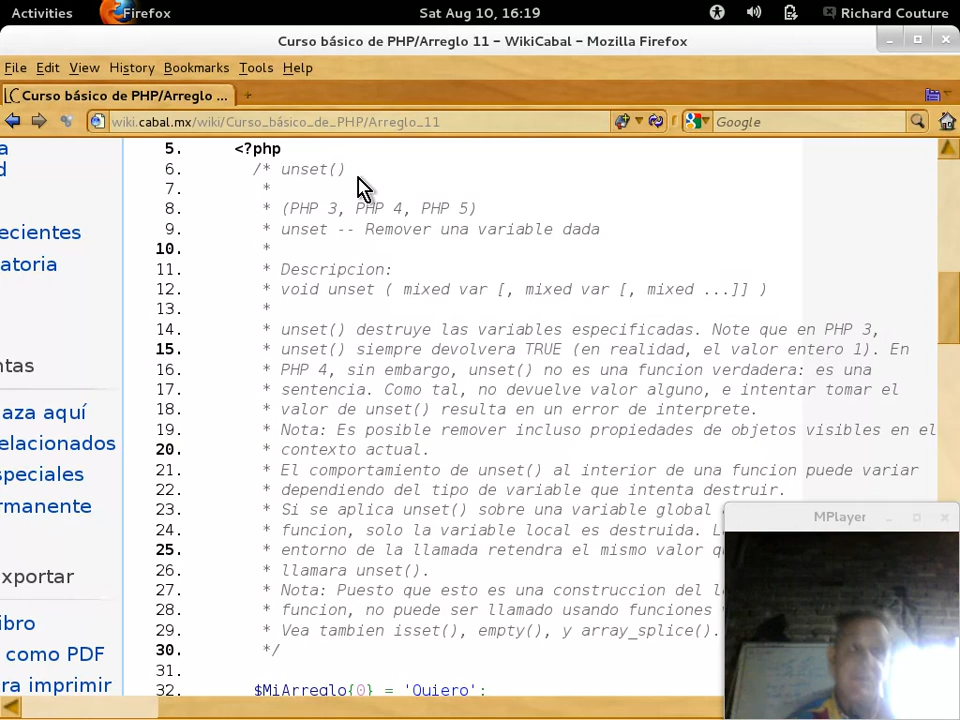 Activities Firefox Sat Aug 10, 16:19 Richard Couture
Curso básico de PHP/Arreglo 11 – WikiCabal – Mozilla Firefox
File Edit View History Bookmarks Tools Help
Curso básico de PHP/Arreglo ...
wiki.cabal.mx/wiki/Curso_básico_de_PHP/Arreglo_11 Google
a
d
ecientes
atoria
ntas
aza aquí
elacionados
speciales
rmanente
xportar
ibro
como PDF
ra imprimir
5. <?php
6. /* unset()
7. *
8. * (PHP 3, PHP 4, PHP 5)
9. * unset -- Remover una variable dada
10. *
11. * Descripcion:
12. * void unset ( mixed var [, mixed var [, mixed ...]] )
13. *
14. * unset() destruye las variables especificadas. Note que en PHP 3,
15. * unset() siempre devolvera TRUE (en realidad, el valor entero 1). En
16. * PHP 4, sin embargo, unset() no es una funcion verdadera: es una
17. * sentencia. Como tal, no devuelve valor alguno, e intentar tomar el
18. * valor de unset() resulta en un error de interprete.
19. * Nota: Es posible remover incluso propiedades de objetos visibles en el
20. * contexto actual.
21. * El comportamiento de unset() al interior de una funcion puede variar
22. * dependiendo del tipo de variable que intenta destruir.
23. * Si se aplica unset() sobre una variable global
24. * funcion, solo la variable local es destruida.
25. * entorno de la llamada retendra el mismo valor
26. * llamara unset().
27. * Nota: Puesto que esto es una construccion del
28. * funcion, no puede ser llamado usando funciones
29. * Vea tambien isset(), empty(), y array_splice().
30. */
31.
32. $MiArreglo{0} = 'Quiero';
MPlayer